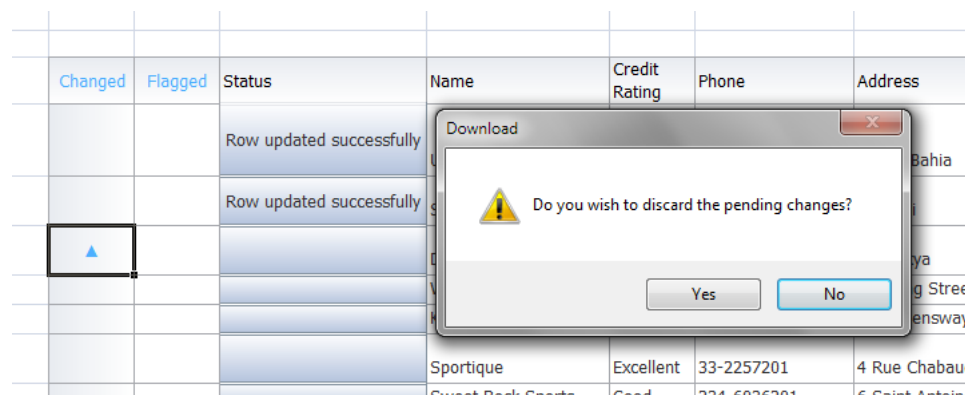 Changed Flagged Status Name Credit Rating Phone Address
Download
Row updated successfully
Bahia
Do you wish to discard the pending changes?
Row updated successfully
Yes No
Sportique Excellent 33-2257201 4 Rue Chabau